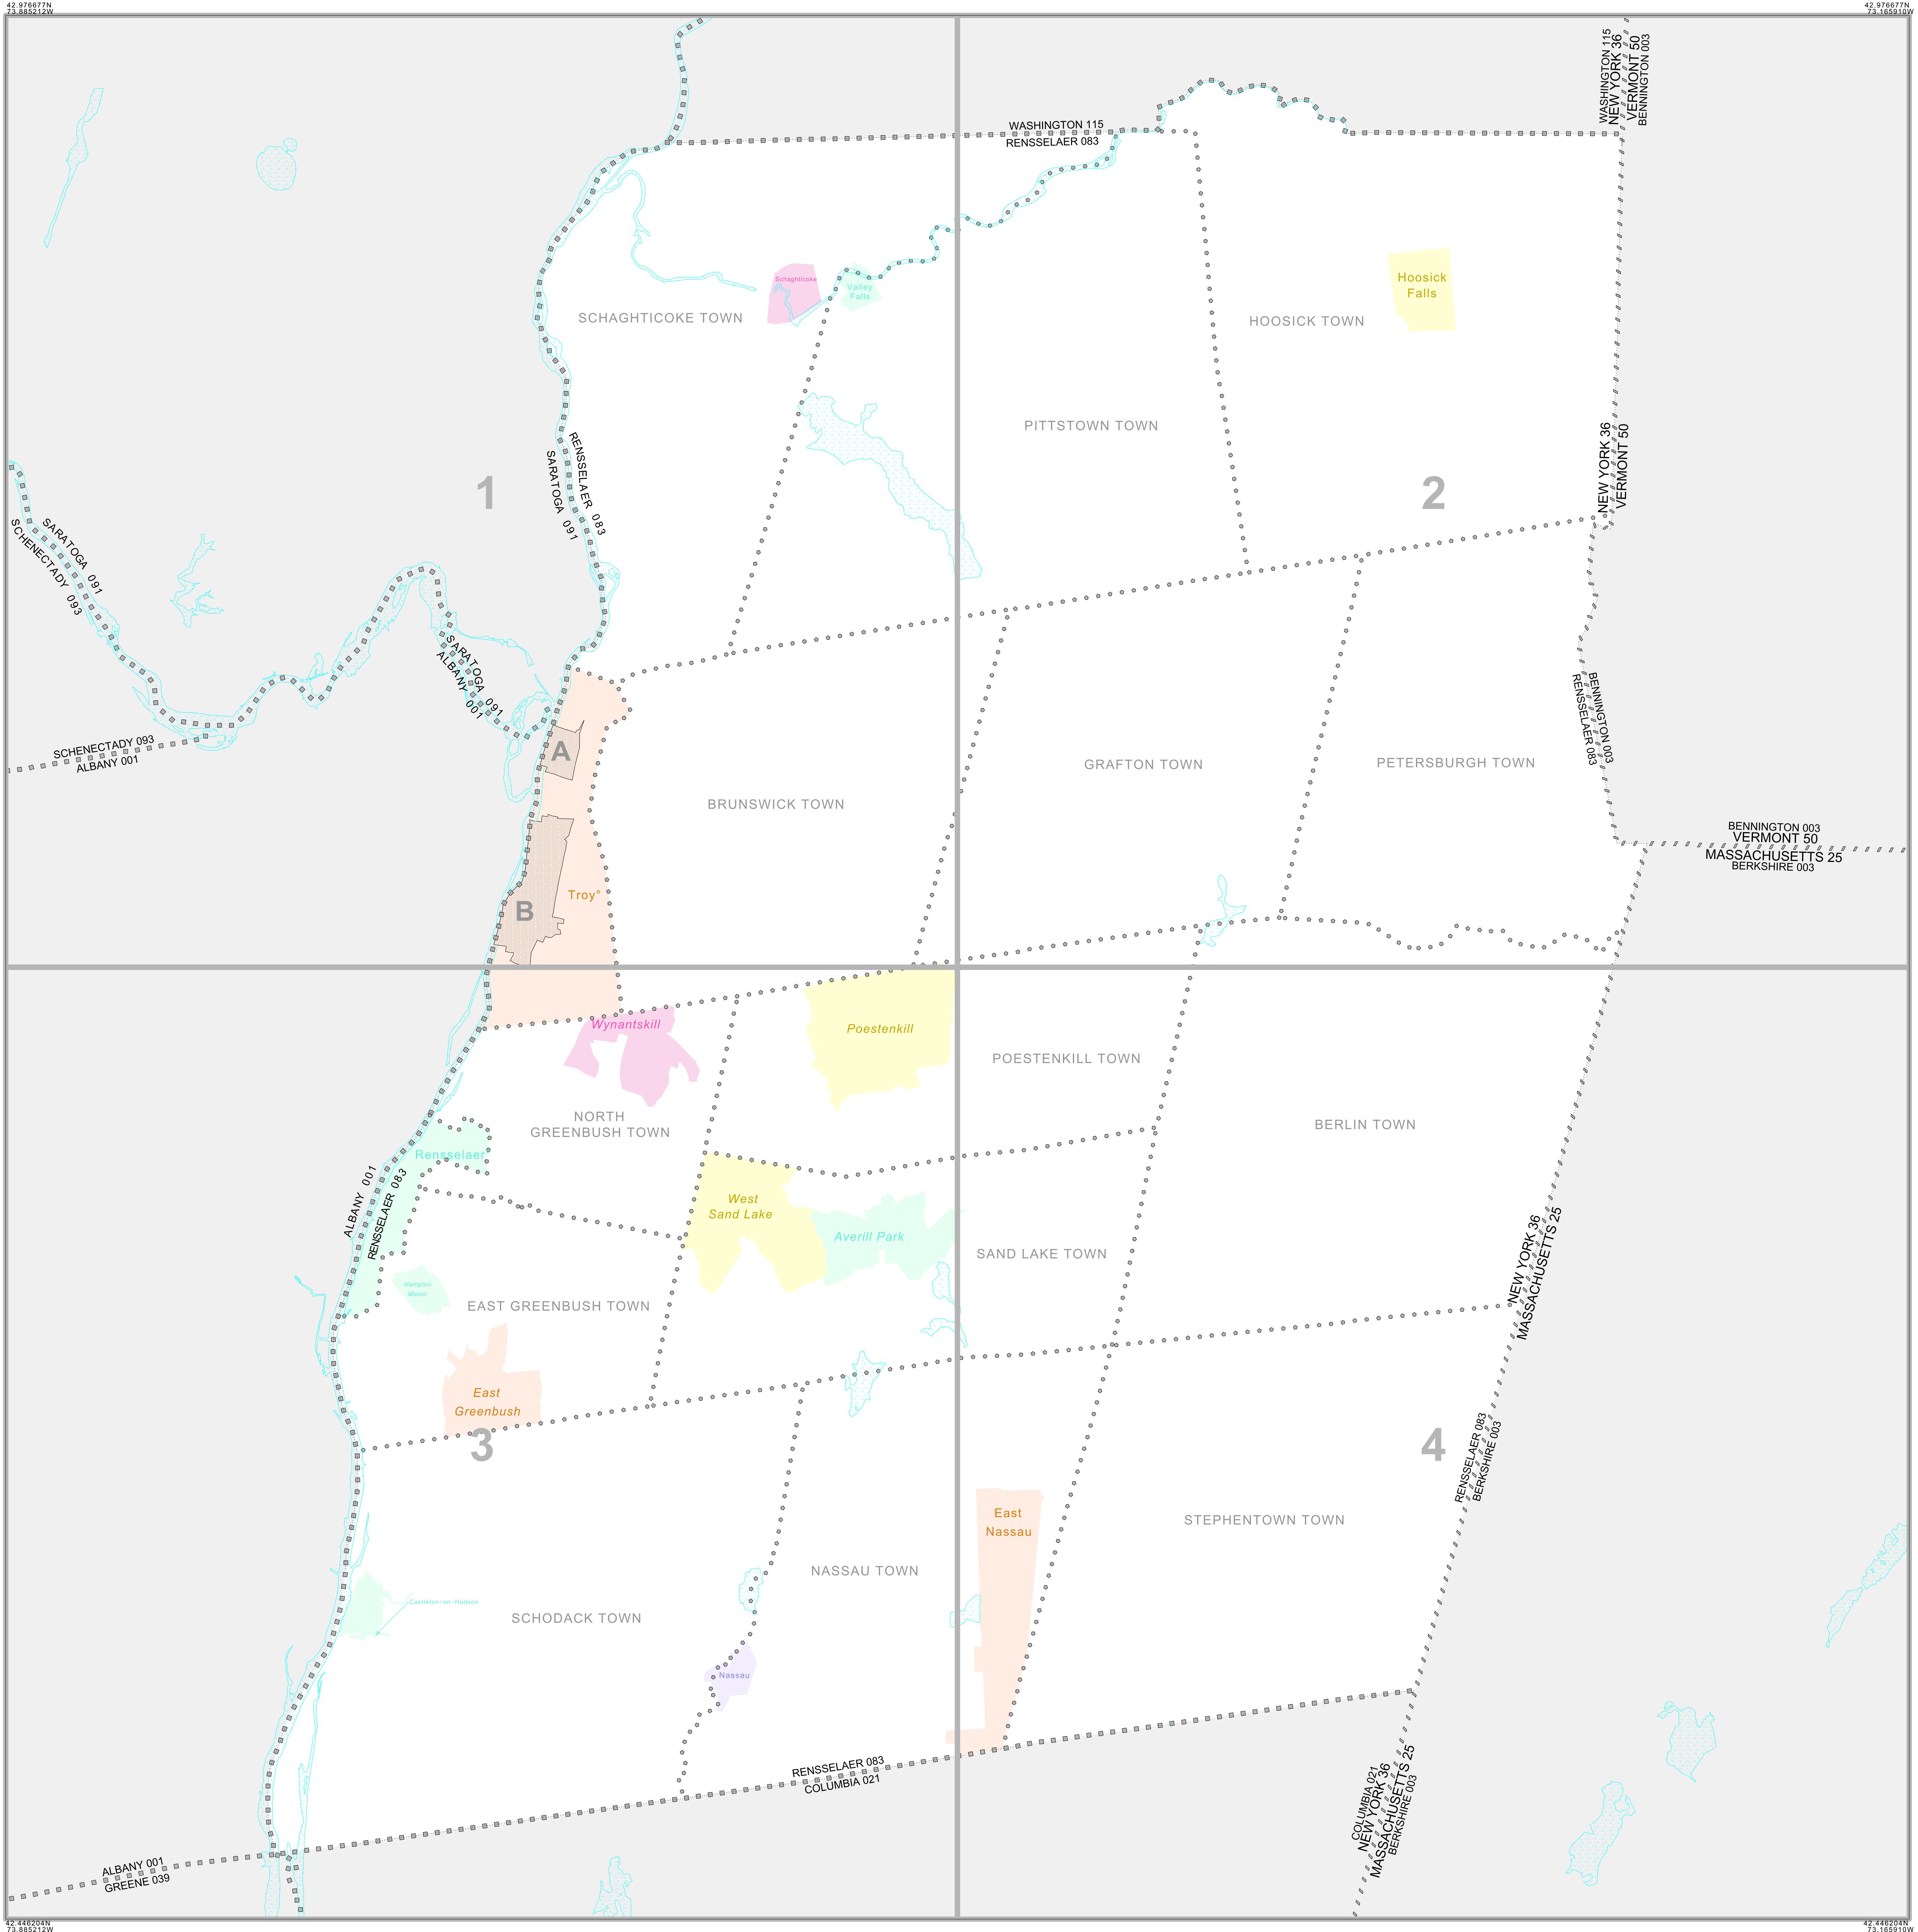 42.976677N
73.885212W
42.976677N
73.165910W
WASHINGTON 115
NEW YORK 36
VERMONT 50
BENNINGTON 003
WASHINGTON 115
RENSSELAER 083
Schaghticoke
Valley
Falls
Hoosick
Falls
SCHAGHTICOKE TOWN
HOOSICK TOWN
PITTSTOWN TOWN
NEW YORK 36
VERMONT 50
RENSSELAER 083
SARATOGA 091
1
2
SARATOGA 091
SCHENECTADY 093
SARATOGA 091
ALBANY 001
BENNINGTON 003
RENSSELAER 083
SCHENECTADY 093
ALBANY 001
A
GRAFTON TOWN
PETERSBURGH TOWN
BRUNSWICK TOWN
BENNINGTON 003
VERMONT 50
MASSACHUSETTS 25
BERKSHIRE 003
Troy°
B
Wynantskill
Poestenkill
POESTENKILL TOWN
NORTH
GREENBUSH TOWN
BERLIN TOWN
Rensselaer
ALBANY 001
RENSSELAER 083
West
Sand Lake
Averill Park
SAND LAKE TOWN
NEW YORK 36
MASSACHUSETTS 25
Hampton
Manor
EAST GREENBUSH TOWN
East
Greenbush
3
4
RENSSELAER 083
BERKSHIRE 003
East
Nassau
STEPHENTOWN TOWN
NASSAU TOWN
Castleton-on-Hudson
SCHODACK TOWN
Nassau
RENSSELAER 083
COLUMBIA 021
COLUMBIA 021
NEW YORK 36
MASSACHUSETTS 25
BERKSHIRE 003
ALBANY 001
GREENE 039
42.446204N
73.885212W
42.446204N
73.165910W